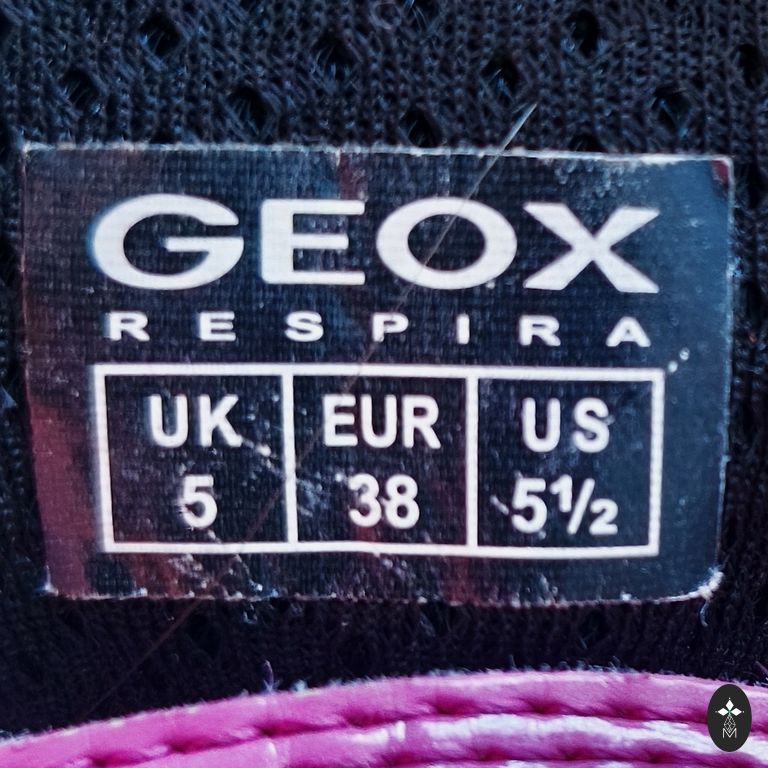 GEOX
RESPIRA
UK EUR US
5 38 5½
M